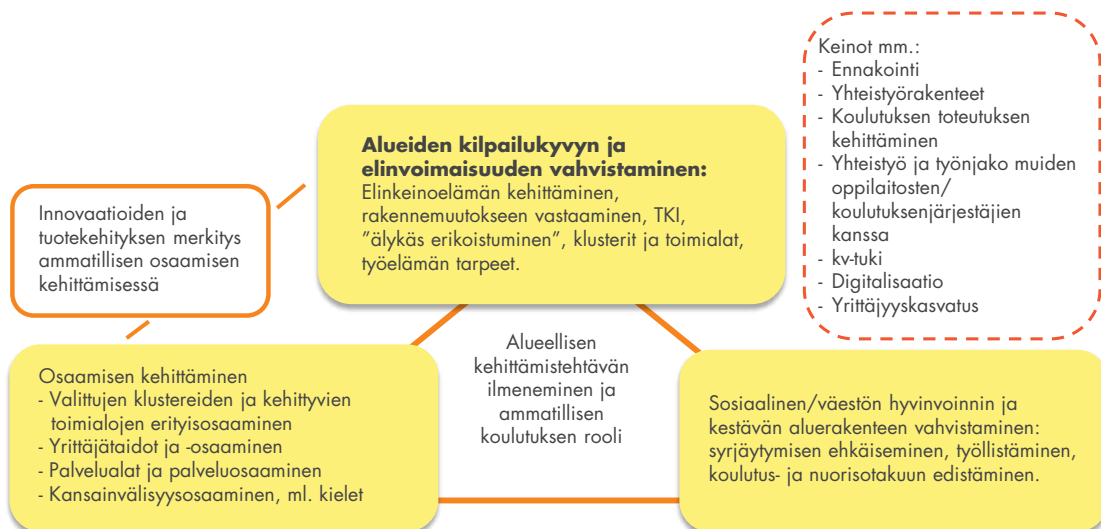 Keinot mm.:
- Ennakointi
- Yhteistyörakenteet
- Koulutuksen toteutuksen
kehittäminen
- Yhteistyö ja työnjako muiden
oppilaitosten/
koulutuksenjärjestäjien
kanssa
- kv-tuki
- Digitalisaatio
- Yrittäjyyskasvatus
Alueiden kilpailukyvyn ja
elinvoimaisuuden vahvistaminen:
Elinkeinoelämän kehittäminen,
rakennemuutokseen vastaaminen, TKI,
”älykäs erikoistuminen”, klusterit ja toimialat,
työelämän tarpeet.
Innovaatioiden ja
tuotekehityksen merkitys
ammatillisen osaamisen
kehittämisessä
Alueellisen
kehittämistehtävän
ilmeneminen ja
ammatillisen
koulutuksen rooli
Osaamisen kehittäminen
- Valittujen klustereiden ja kehittyvien
toimialojen erityisosaaminen
- Yrittäjätaidot ja -osaaminen
- Palvelualat ja palveluosaaminen
- Kansainvälisyysosaaminen, ml. kielet
Sosiaalinen/väestön hyvinvoinnin ja
kestävän aluerakenteen vahvistaminen:
syrjäytymisen ehkäiseminen, työllistäminen,
koulutus- ja nuorisotakuun edistäminen.